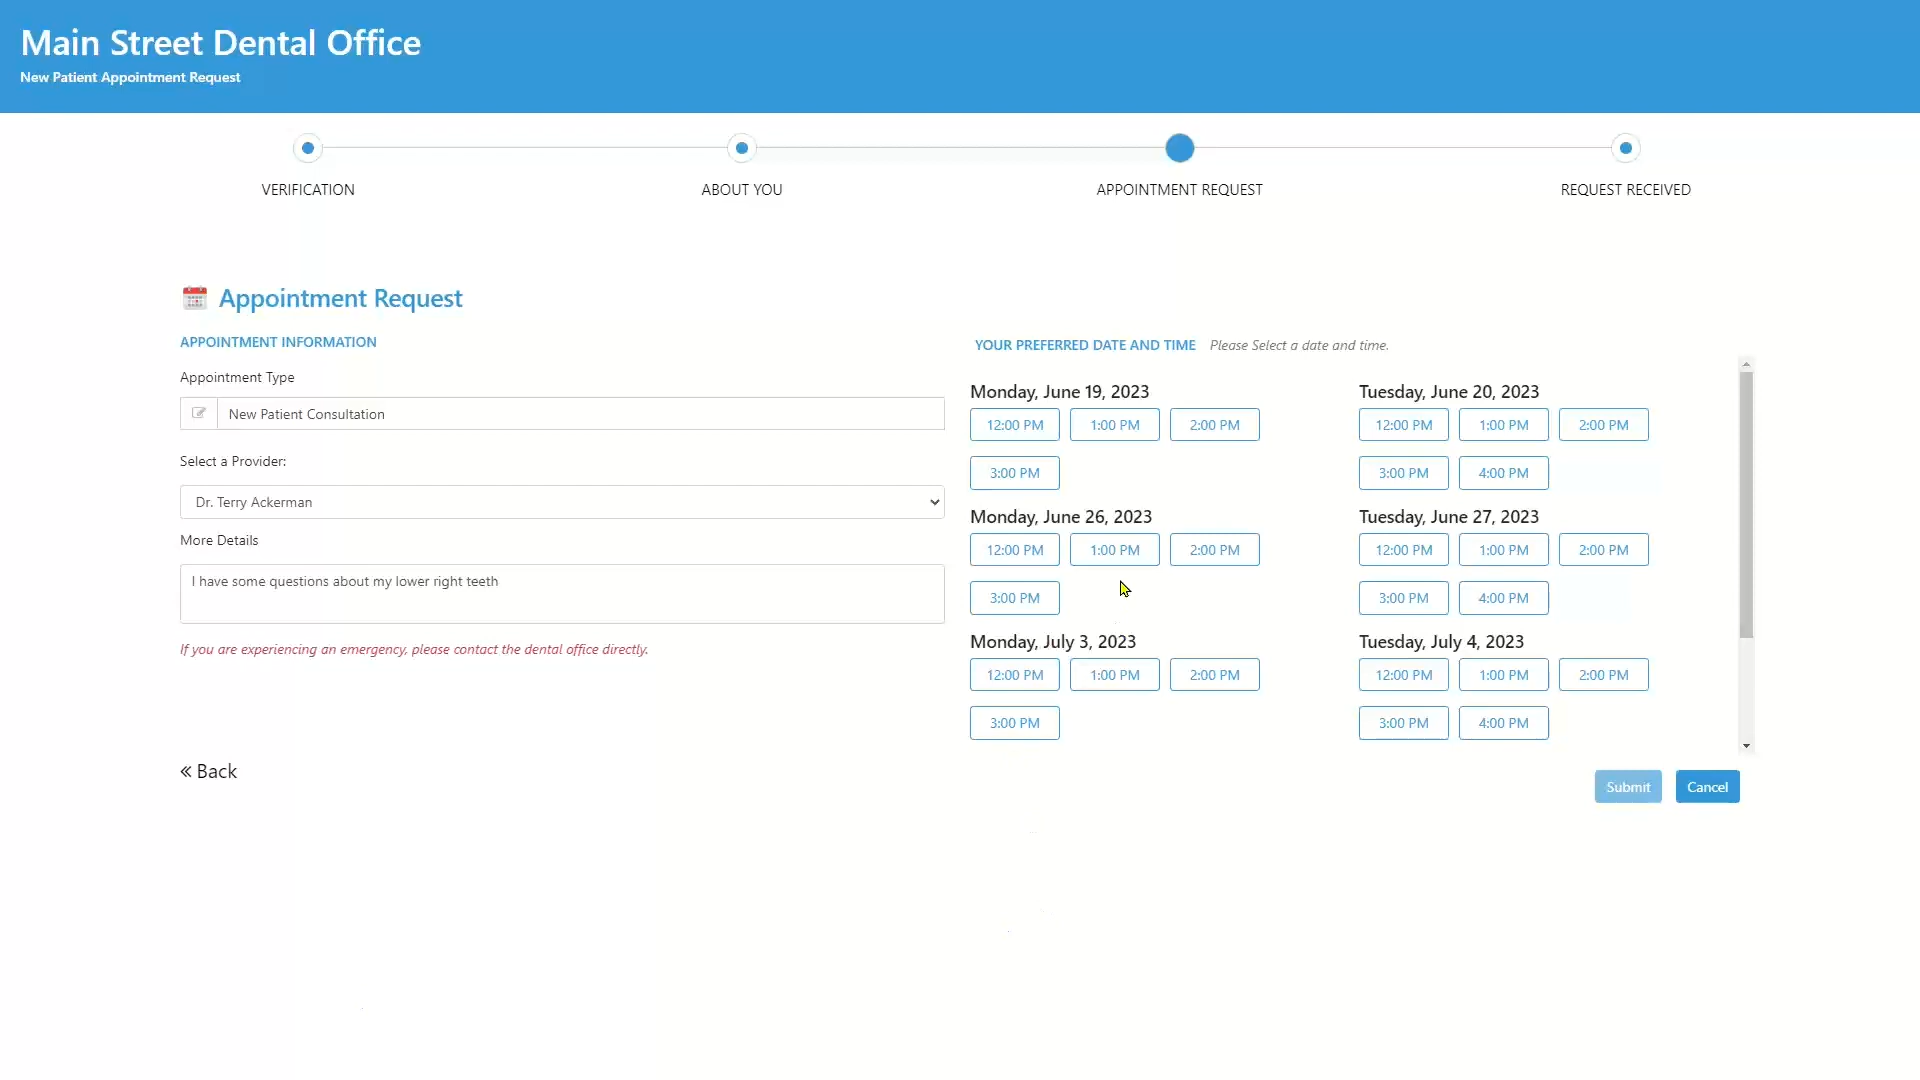 Main Street Dental Office
New Patient Appointment Request
VERIFICATION
ABOUT YOU
APPOINTMENT REQUEST
REQUEST RECEIVED
Appointment Request
APPOINTMENT INFORMATION
Appointment Type
New Patient Consultation
Select a Provider:
Dr. Terry Ackerman
More Details
I have some questions about my lower right teeth
If you are experiencing an emergency, please contact the dental office directly.
YOUR PREFERRED DATE AND TIME Please Select a date and time.
Monday, June 19, 2023
12:00 PM 1:00 PM 2:00 PM
3:00 PM
Tuesday, June 20, 2023
12:00 PM 1:00 PM 2:00 PM
3:00 PM 4:00 PM
Monday, June 26, 2023
12:00 PM 1:00 PM 2:00 PM
3:00 PM
Tuesday, June 27, 2023
12:00 PM 1:00 PM 2:00 PM
3:00 PM 4:00 PM
Monday, July 3, 2023
12:00 PM 1:00 PM 2:00 PM
3:00 PM
Tuesday, July 4, 2023
12:00 PM 1:00 PM 2:00 PM
3:00 PM 4:00 PM
« Back
Submit Cancel